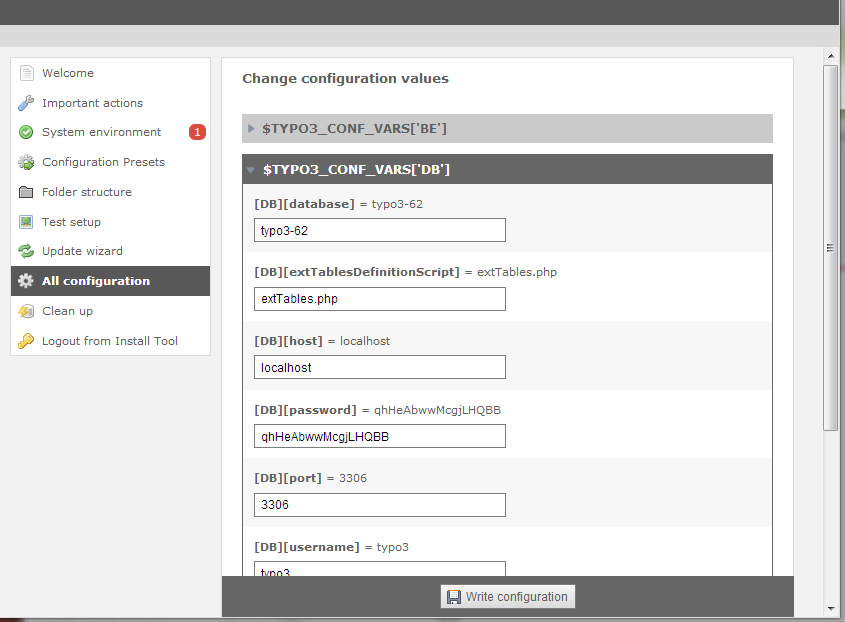 Welcome
Important actions
System environment 1
Configuration Presets
Folder structure
Test setup
Update wizard
All configuration
Clean up
Logout from Install Tool
Change configuration values
$TYPO3_CONF_VARS['BE']
$TYPO3_CONF_VARS['DB']
[DB][database] = typo3-62
typo3-62
[DB][extTablesDefinitionScript] = extTables.php
extTables.php
[DB][host] = localhost
localhost
[DB][password] = qhHeAbwwMcgjLHQBB
qhHeAbwwMcgjLHQBB
[DB][port] = 3306
3306
[DB][username] = typo3
typo3
Write configuration